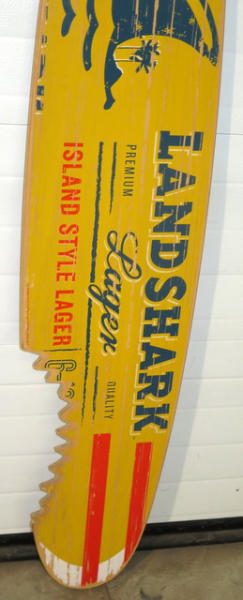 LANDSHARK
PREMIUM
Lager
QUALITY
ISLAND STYLE LAGER